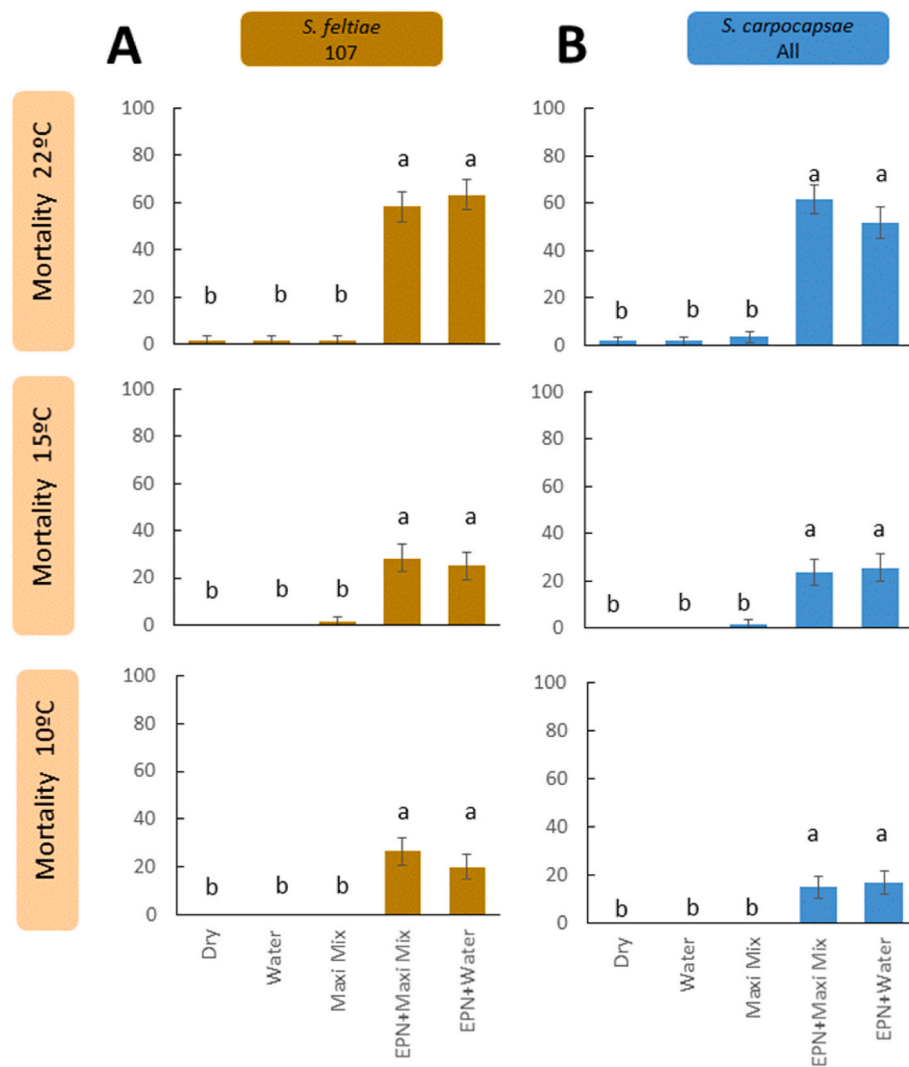 A
S. feltiae
107
B
S. carpocapsae
All
Mortality 22ºC
100
80
60
40
20
0
b
b
b
a
a
100
80
60
40
20
0
b
b
b
a
a
Mortality 15ºC
100
80
60
40
20
0
b
b
b
a
a
100
80
60
40
20
0
b
b
b
a
a
Mortality 10ºC
100
80
60
40
20
0
b
b
b
a
a
100
80
60
40
20
0
b
b
b
a
a
Dry
Water
Maxi Mix
EPN+Maxi Mix
EPN+Water
Dry
Water
Maxi Mix
EPN+Maxi Mix
EPN+Water